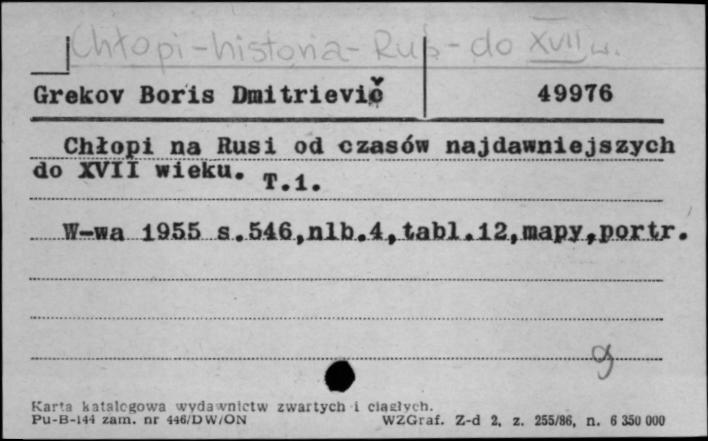 Chłopi - historia - Ruś - do XVII w.
Grekov Boris Dmitrievič 49976
Chłopi na Rusi od czasów najdawniejszych
do XVII wieku. T.1.
W-wa 1955 s.546,nlb.4,tabl.12,mapy,portr.
g
Karta katalogowa wydawnictw zwartych i ciągłych.
Pu-B-144 zam. nr 446/DW/ON WZGraf. Z-d 2, z. 255/86, n. 6 350 000